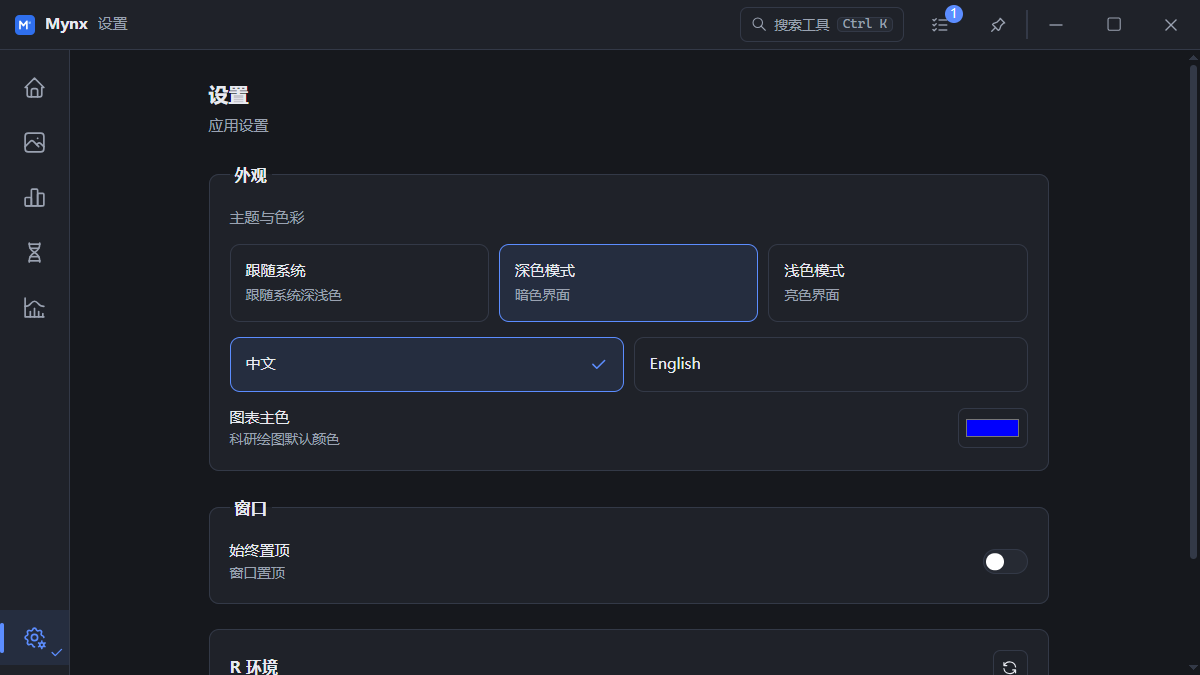 Mynx 设置
搜索工具 Ctrl K
1
设置
应用设置
外观
主题与色彩
跟随系统
跟随系统深浅色
深色模式
暗色界面
浅色模式
亮色界面
中文
English
图表主色
科研绘图默认颜色
窗口
始终置顶
窗口置顶
R 环境